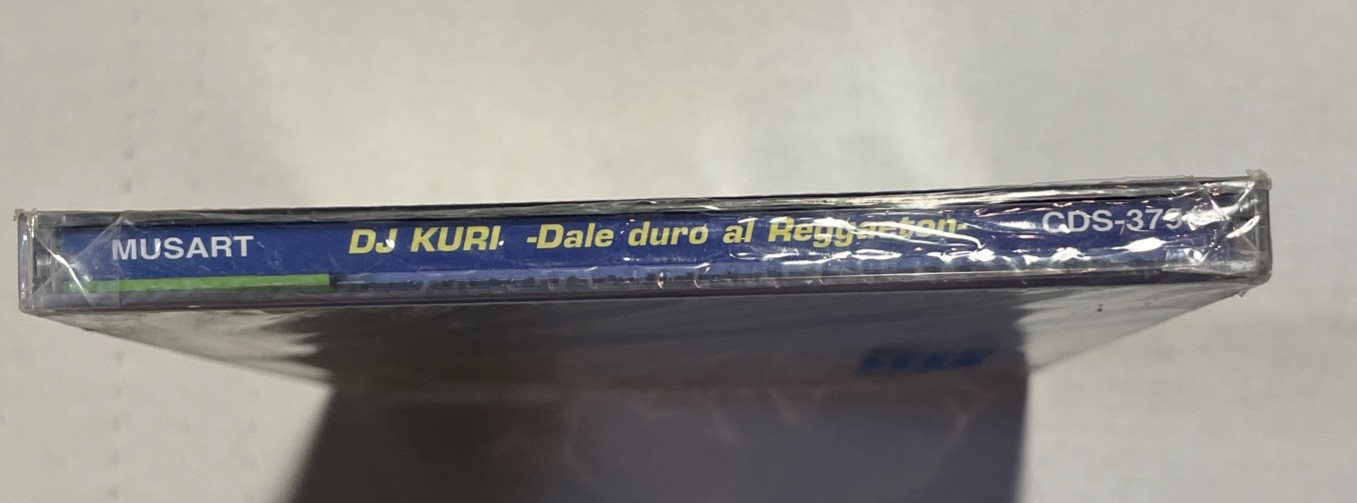 MUSART DJ KURI -Dale duro al Reggaeton-